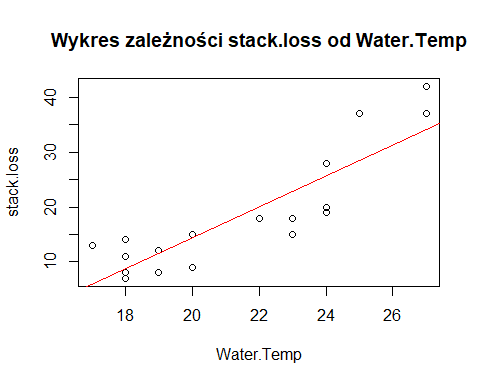 Wykres zależności stack.loss od Water.Temp
stack.loss
40
30
20
10
18 20 22 24 26
Water.Temp